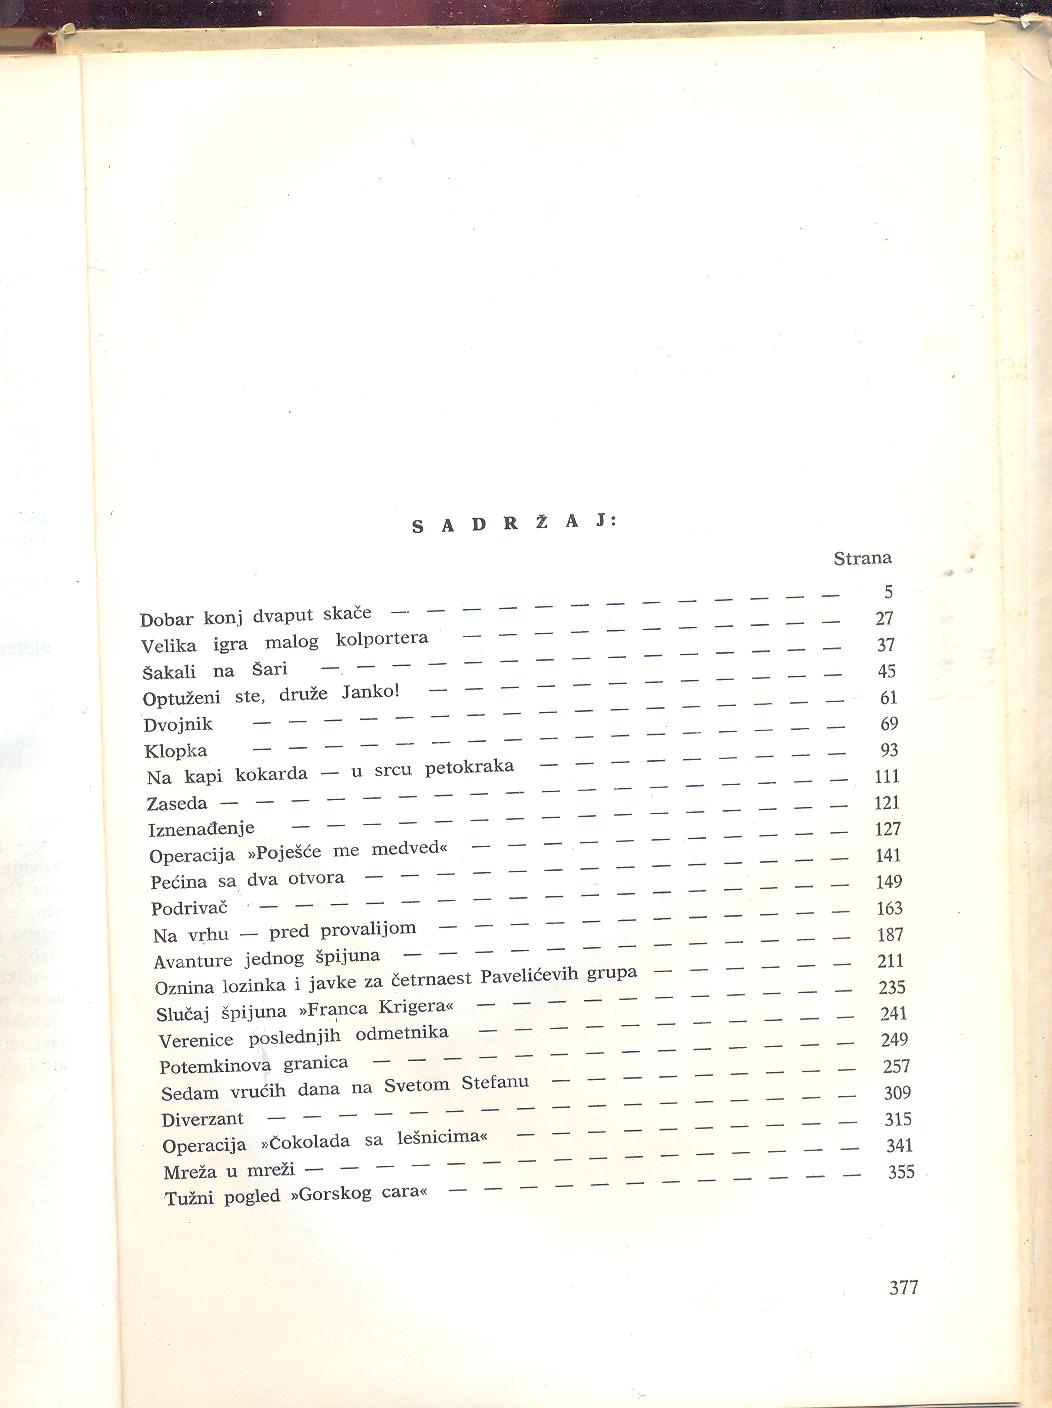 SADRŽAJ:
Strana
Dobar konj dvaput skače — — — — — — — — — — — — — 5
Velika igra malog kolportera — — — — — — — — — — — 27
Šakali na Šari — — — — — — — — — — — — — — — 37
Optuženi ste, druže Janko! — — — — — — — — — — — — 45
Dvojnik — — — — — — — — — — — — — — — — — 61
Klopka — — — — — — — — — — — — — — — — — 69
Na kapi kokarda — u srcu petokraka — — — — — — — — — 93
Zaseda — — — — — — — — — — — — — — — — — — 111
Iznenađenje — — — — — — — — — — — — — — — — 121
Operacija »Poješće me medved« — — — — — — — — — — — 127
Pećina sa dva otvora — — — — — — — — — — — — — — 141
Podrivač — — — — — — — — — — — — — — — — — 149
Na vrhu — pred provalijom — — — — — — — — — — — — 163
Avanture jednog špijuna — — — — — — — — — — — — — 187
Oznina lozinka i javke za četrnaest Pavelićevih grupa — — — — — — 211
Slučaj špijuna »Franca Krigera« — — — — — — — — — — — 235
Verenice poslednjih odmetnika — — — — — — — — — — — 241
Potemkinova granica — — — — — — — — — — — — — — 249
Sedam vrućih dana na Svetom Stefanu — — — — — — — — — 257
Diverzant — — — — — — — — — — — — — — — — — 309
Operacija »Čokolada sa lešnicima« — — — — — — — — — — 315
Mreža u mreži — — — — — — — — — — — — — — — — 341
Tužni pogled »Gorskog cara« — — — — — — — — — — — — 355
377